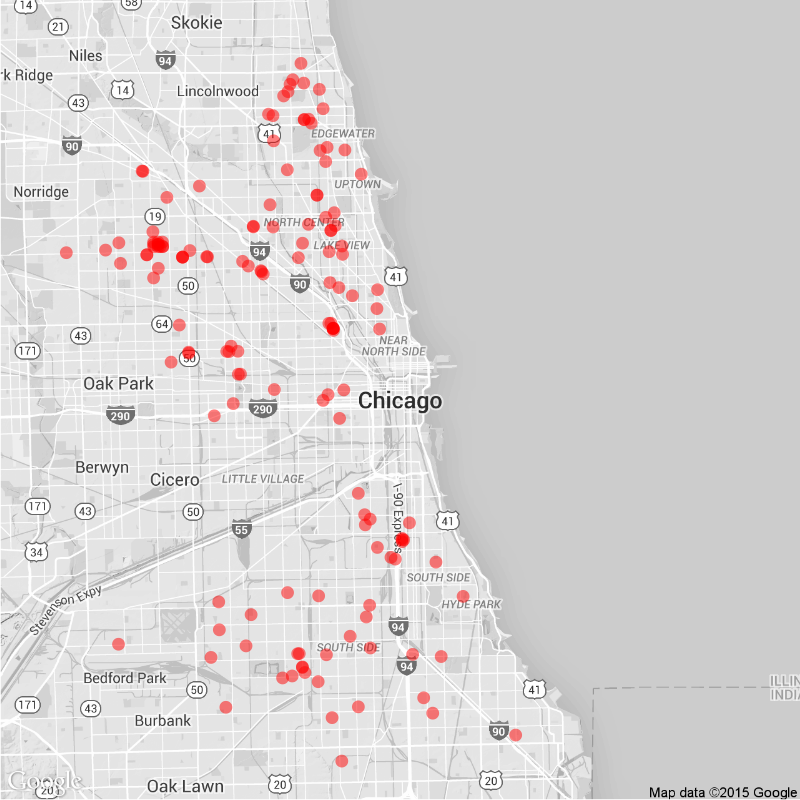 14
58
Skokie
21
Niles
94
rk Ridge
14
Lincolnwood
43
41
EDGEWATER
90
UPTOWN
Norridge
19
NORTH CENTER
LAKE VIEW
94
41
50
90
64
43
NEAR
NORTH SIDE
171
50
Oak Park
Chicago
290
290
Berwyn
Cicero
LITTLE VILLAGE
I-90 Express
171
43
50
41
55
34
SOUTH SIDE
Stevenson Expy
HYDE PARK
94
SOUTH SIDE
94
Bedford Park
ILLIN
INDIA
50
41
171
43
Burbank
90
Google
20
Oak Lawn
20
20
Map data ©2015 Google